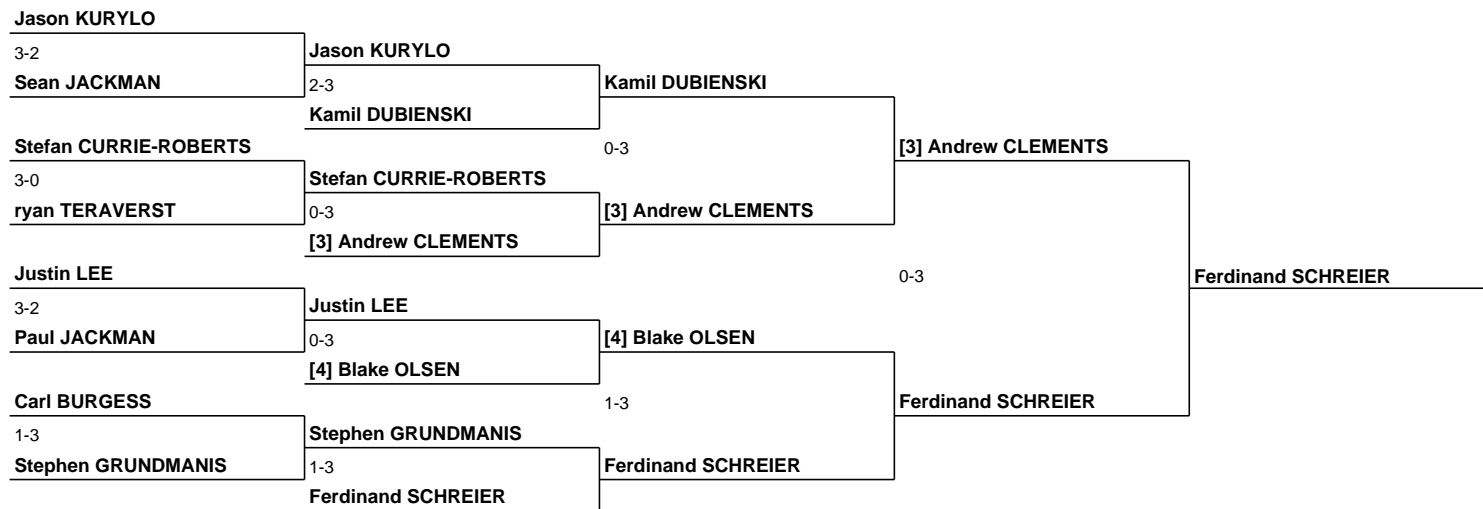 Jason KURYLO
3-2
Jason KURYLO
Sean JACKMAN
2-3
Kamil DUBIENSKI
Kamil DUBIENSKI
Stefan CURRIE-ROBERTS
0-3
[3] Andrew CLEMENTS
3-0
Stefan CURRIE-ROBERTS
ryan TERAVERST
0-3
[3] Andrew CLEMENTS
[3] Andrew CLEMENTS
Justin LEE
0-3
Ferdinand SCHREIER
3-2
Justin LEE
Paul JACKMAN
0-3
[4] Blake OLSEN
[4] Blake OLSEN
Carl BURGESS
1-3
Ferdinand SCHREIER
1-3
Stephen GRUNDMANIS
Stephen GRUNDMANIS
1-3
Ferdinand SCHREIER
Ferdinand SCHREIER